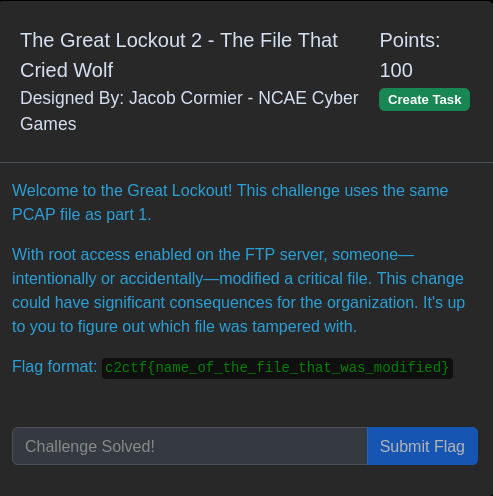 The Great Lockout 2 - The File That
Cried Wolf
Designed By: Jacob Cormier - NCAE Cyber
Games
Points:
100
Create Task
Welcome to the Great Lockout! This challenge uses the same
PCAP file as part 1.
With root access enabled on the FTP server, someone—
intentionally or accidentally—modified a critical file. This change
could have significant consequences for the organization. It's up
to you to figure out which file was tampered with.
Flag format: c2ctf{name_of_the_file_that_was_modified}
Challenge Solved!
Submit Flag